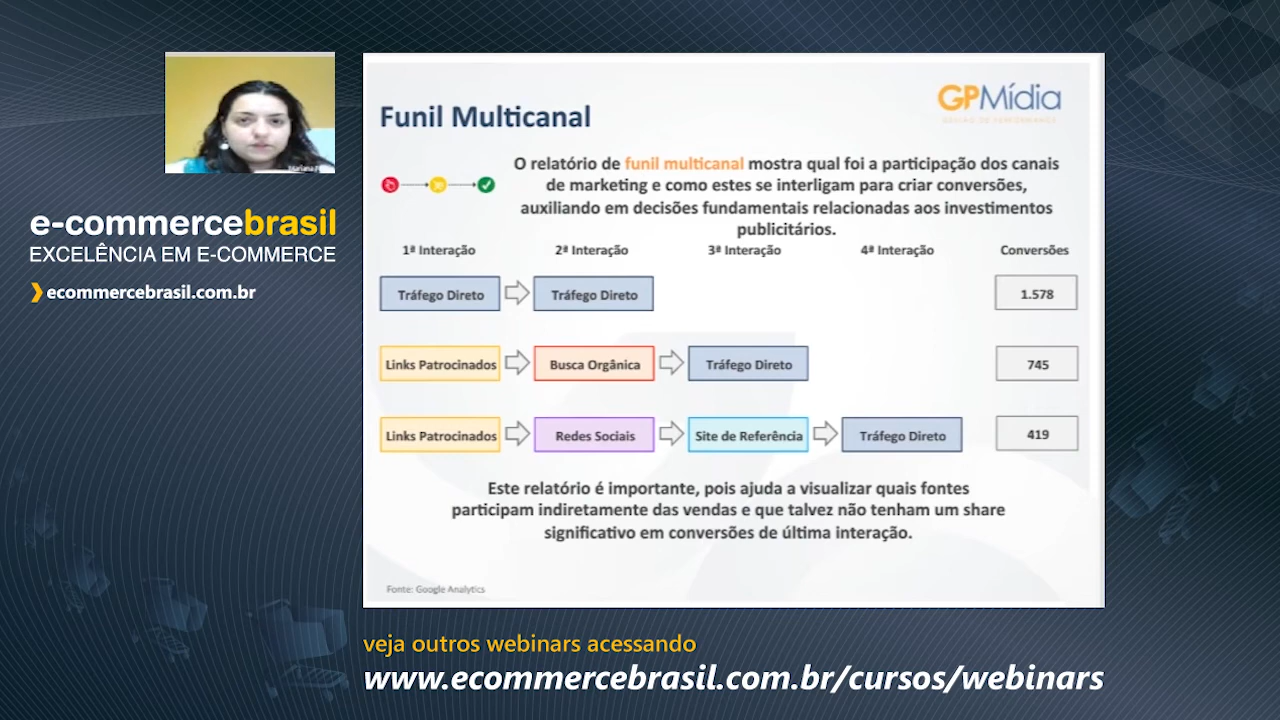 Mariana
e-commercebrasil
EXCELÊNCIA EM E-COMMERCE
ecommercebrasil.com.br
GPMídia
Funil Multicanal
O relatório de funil multicanal mostra qual foi a participação dos canais
de marketing e como estes se interligam para criar conversões,
auxiliando em decisões fundamentais relacionadas aos investimentos
publicitários.
1ª Interação 2ª Interação 3ª Interação 4ª Interação Conversões
Tráfego Direto Tráfego Direto 1.578
Links Patrocinados Busca Orgânica Tráfego Direto 745
Links Patrocinados Redes Sociais Site de Referência Tráfego Direto 419
Este relatório é importante, pois ajuda a visualizar quais fontes
participam indiretamente das vendas e que talvez não tenham um share
significativo em conversões de última interação.
Fonte: Google Analytics
veja outros webinars acessando
www.ecommercebrasil.com.br/cursos/webinars